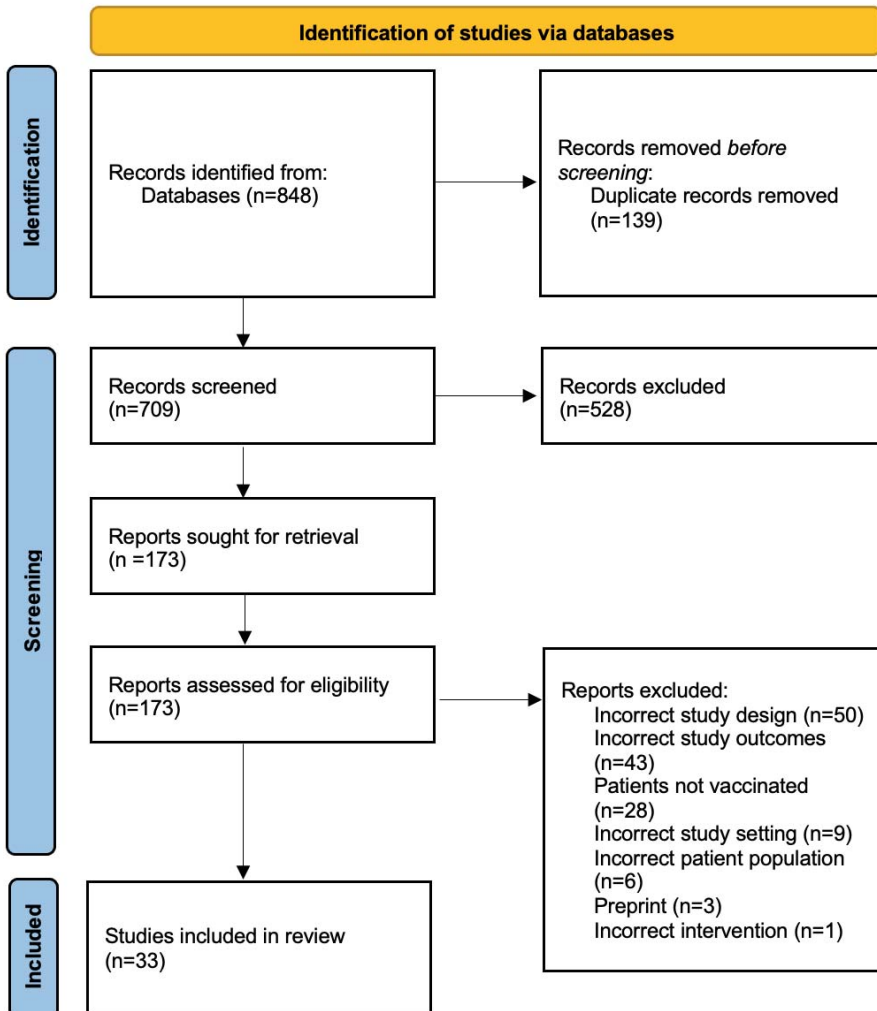 Identification of studies via databases
Identification
Records identified from:
Databases (n=848)
Records removed before
screening:
Duplicate records removed
(n=139)
Screening
Records screened
(n=709)
Records excluded
(n=528)
Reports sought for retrieval
(n =173)
Reports assessed for eligibility
(n=173)
Reports excluded:
Incorrect study design (n=50)
Incorrect study outcomes
(n=43)
Patients not vaccinated
(n=28)
Incorrect study setting (n=9)
Incorrect patient population
(n=6)
Preprint (n=3)
Incorrect intervention (n=1)
Included
Studies included in review
(n=33)